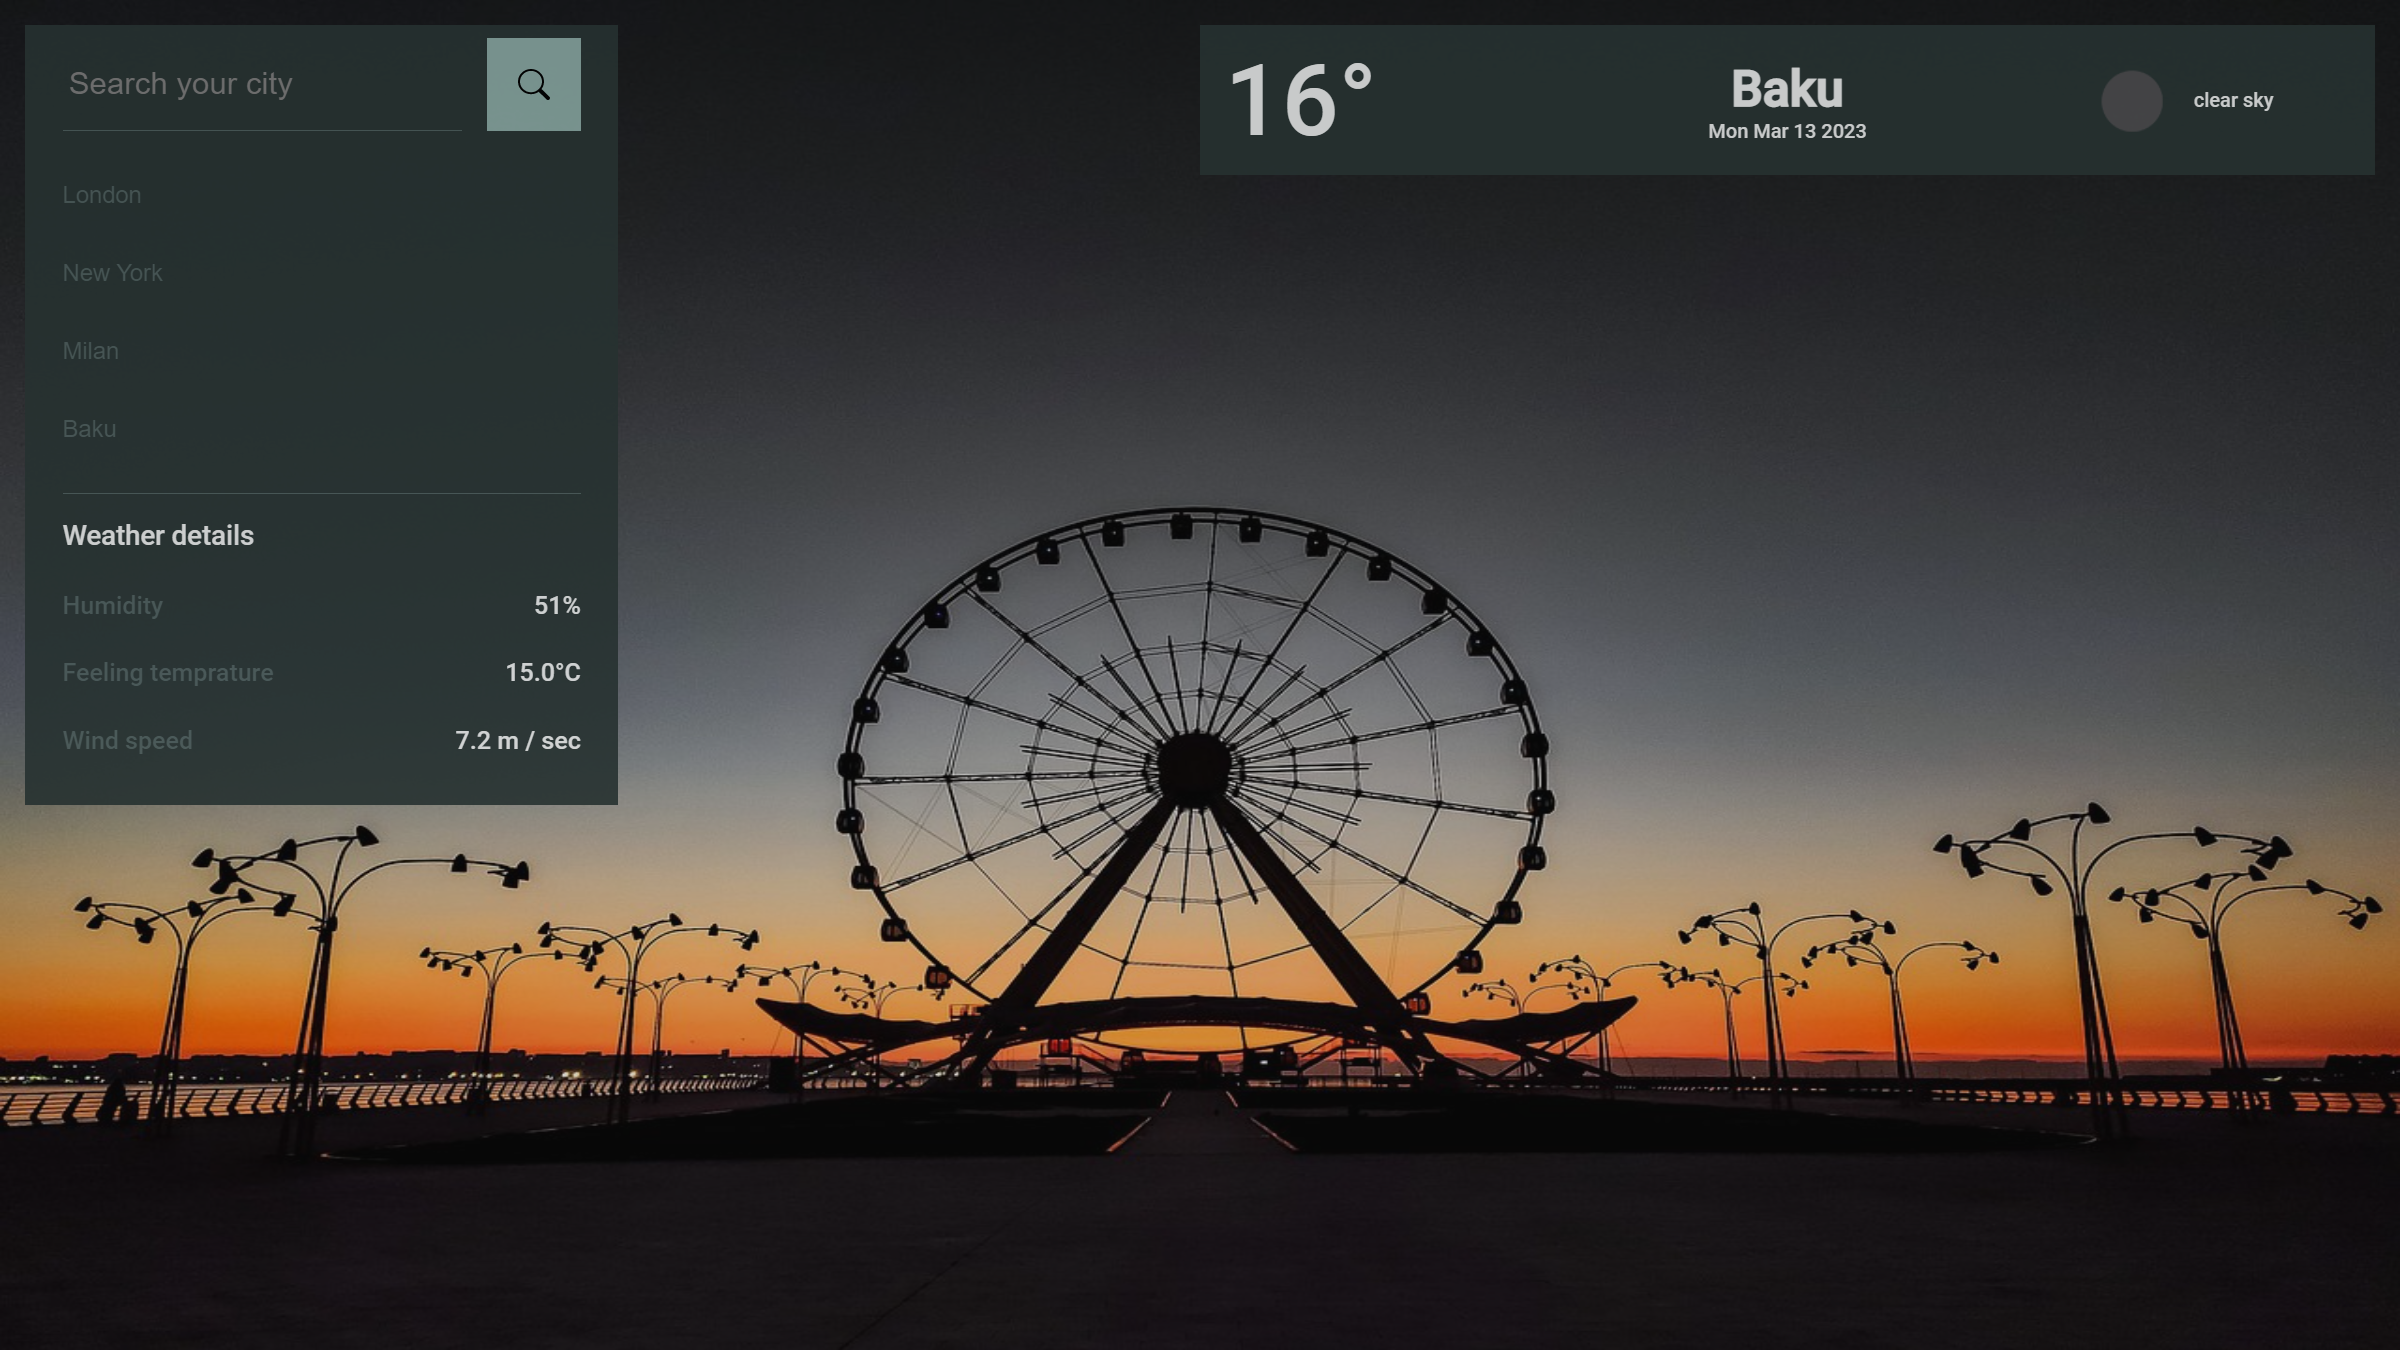 Search your city
London
New York
Milan
Baku
Weather details
Humidity 51%
Feeling temprature 15.0°C
Wind speed 7.2 m / sec
16°
Baku
Mon Mar 13 2023
clear sky